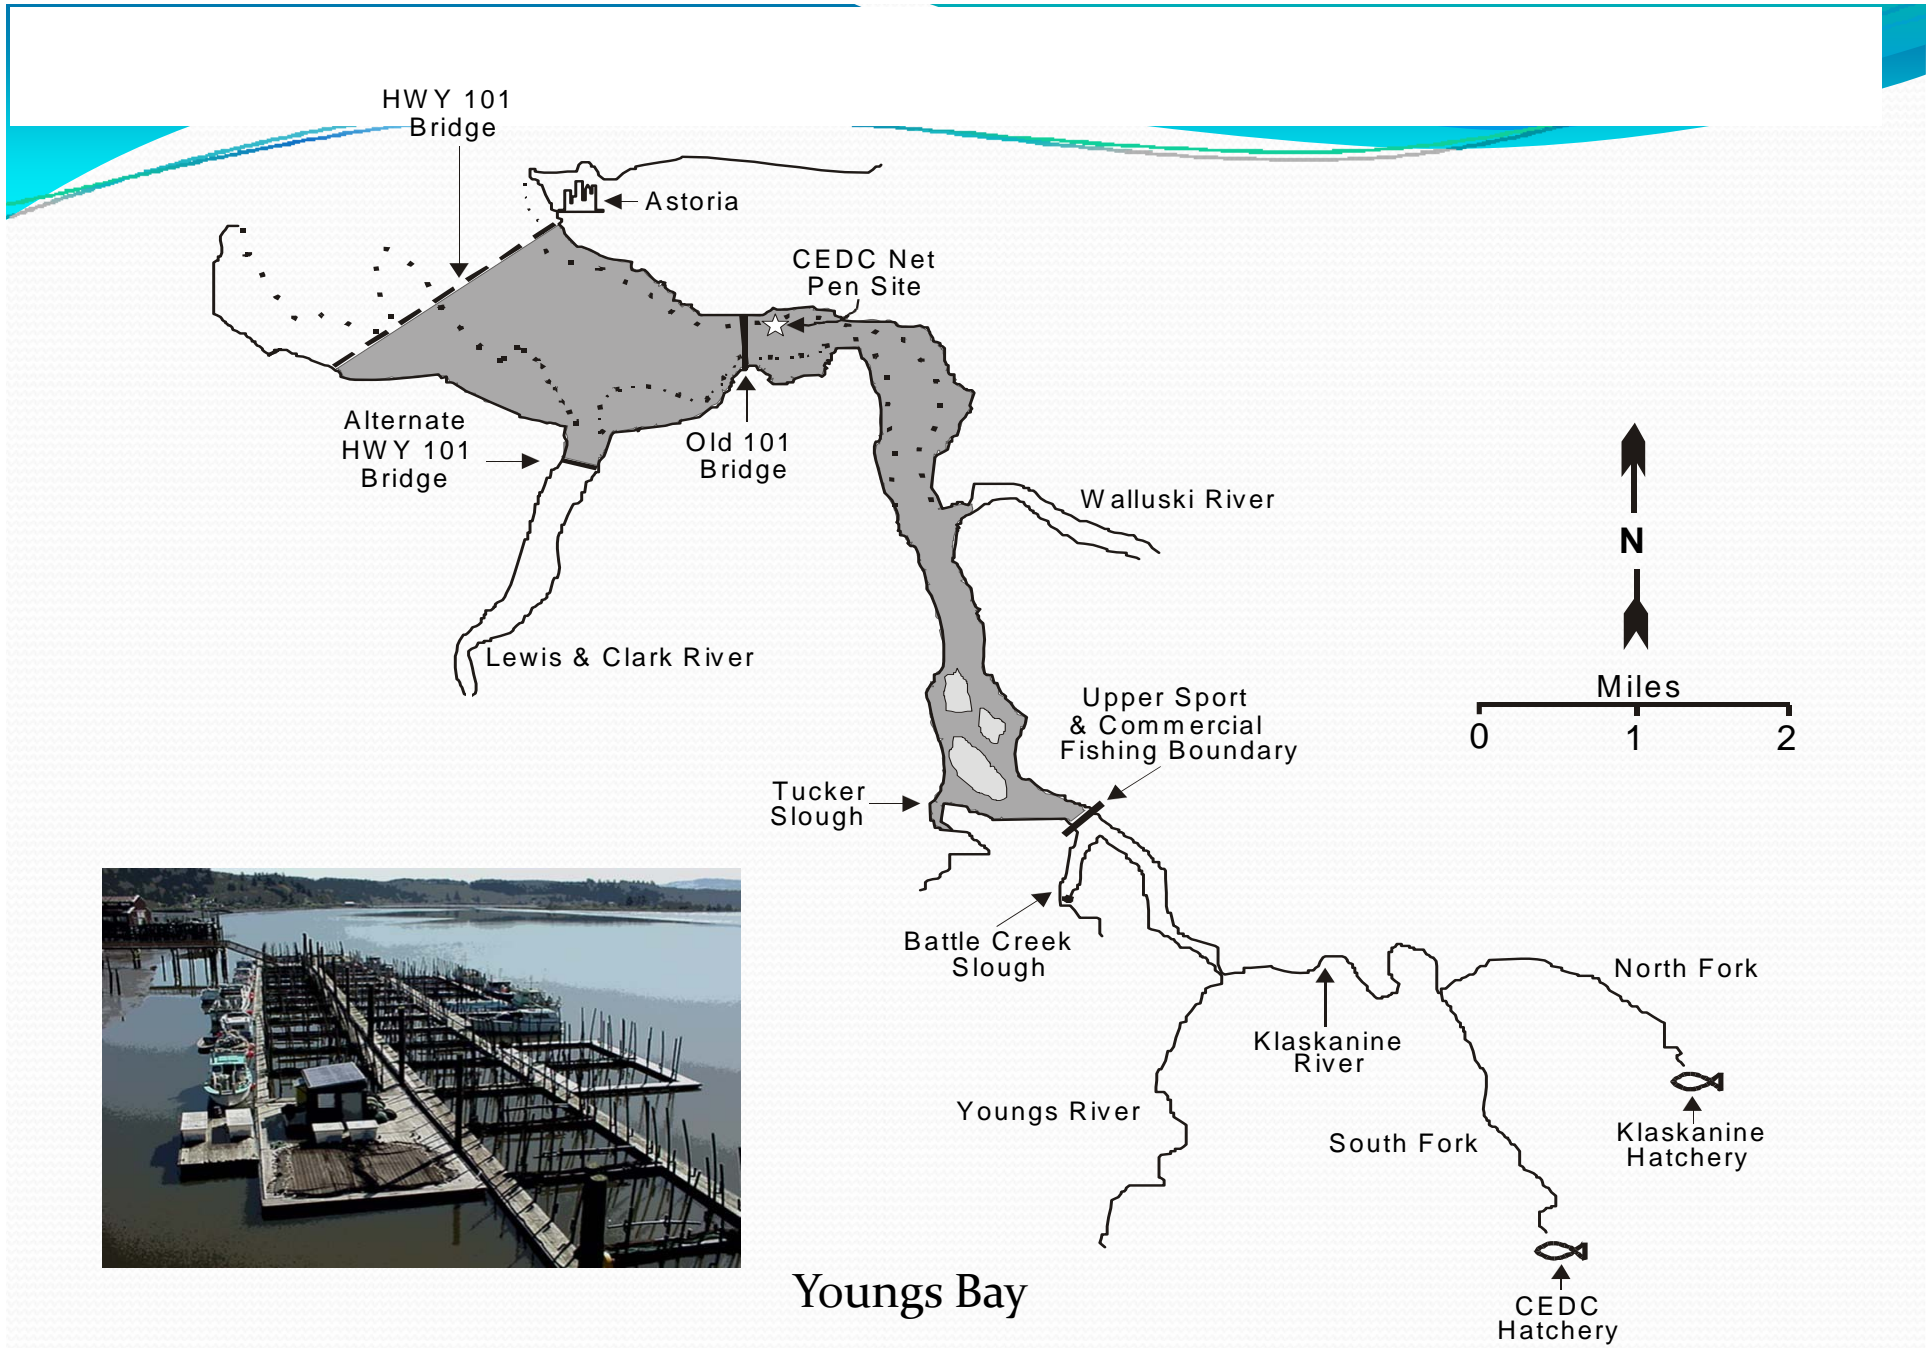 HWY 101
Bridge
Astoria
CEDC Net
Pen Site
Alternate
HWY 101
Bridge
Old 101
Bridge
Walluski River
N
Lewis & Clark River
Miles
0 1 2
Upper Sport
& Commercial
Fishing Boundary
Tucker
Slough
Battle Creek
Slough
North Fork
Klaskanine
River
Youngs River
South Fork
Klaskanine
Hatchery
Youngs Bay
CEDC
Hatchery